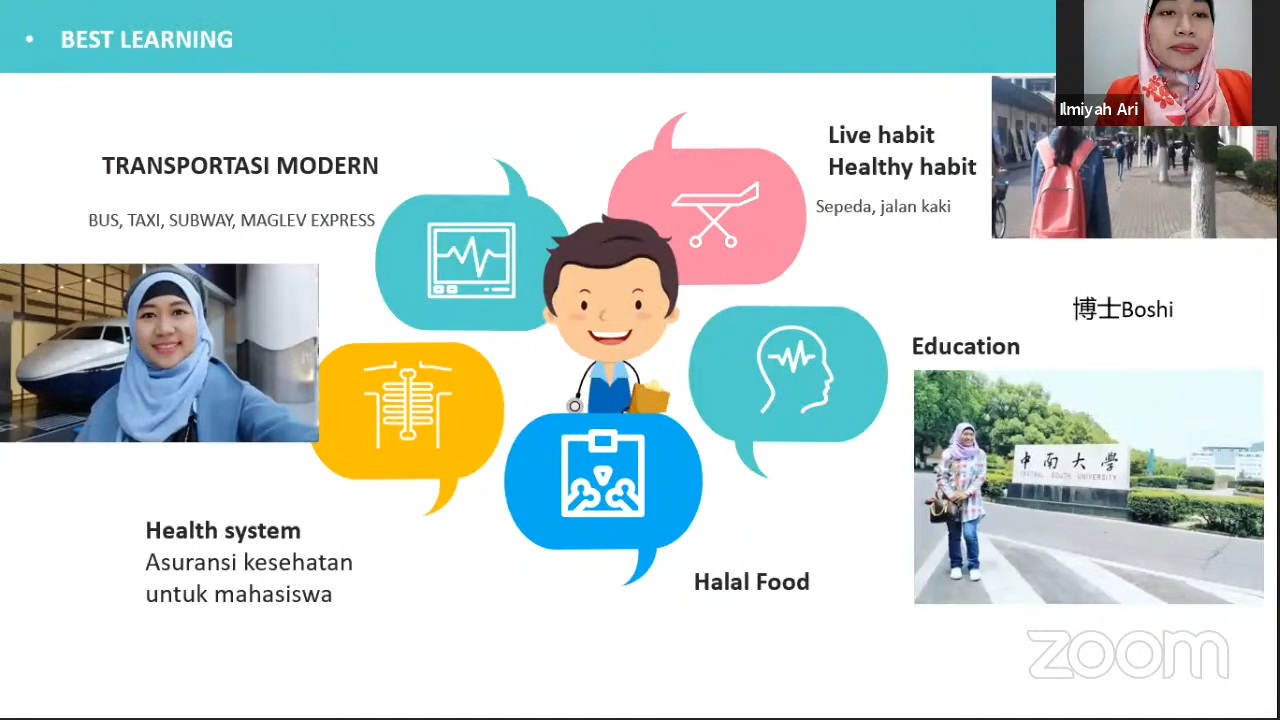 • BEST LEARNING
Ilmiyah Ari
TRANSPORTASI MODERN
BUS, TAXI, SUBWAY, MAGLEV EXPRESS
Live habit
Healthy habit
Sepeda, jalan kaki
博士Boshi
Education
中南大學
CENTRAL SOUTH UNIVERSITY
Health system
Asuransi kesehatan
untuk mahasiswa
Halal Food
zoom